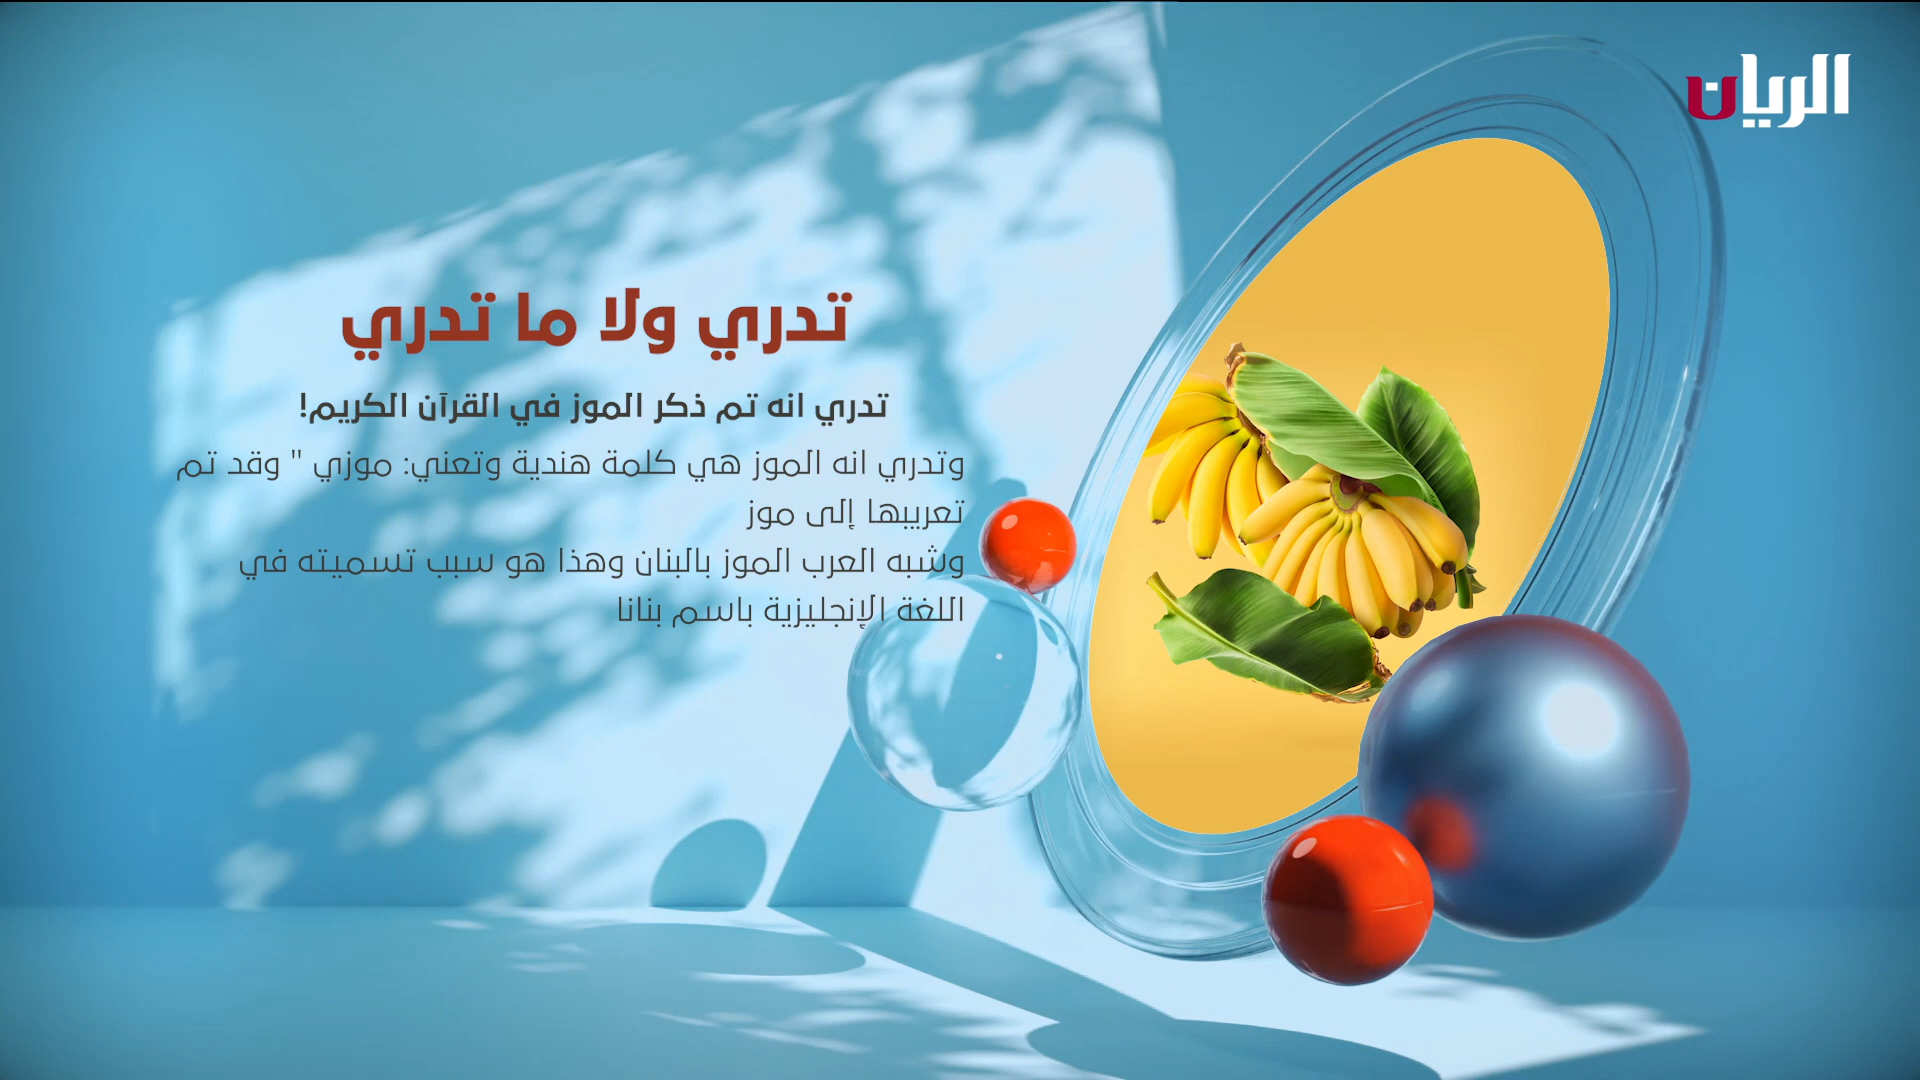 الريان
تدري ولا ما تدري
تدري انه تم ذكر الموز في القرآن الكريم!
وتدري انه الموز هي كلمة هندية وتعني: موزي " وقد تم
تعريبها إلى موز
وشبه العرب الموز بالبنان وهذا هو سبب تسميته في
اللغة الإنجليزية باسم بنانا